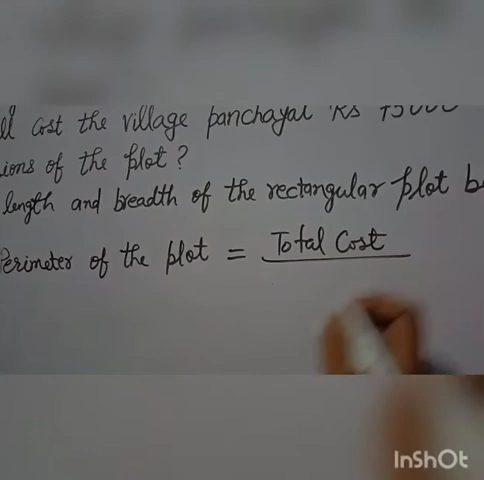 cost the village panchayat Rs
ions of the plot?
length and breadth of the rectangular plot be
Perimeter of the plot = Total Cost
InShOt